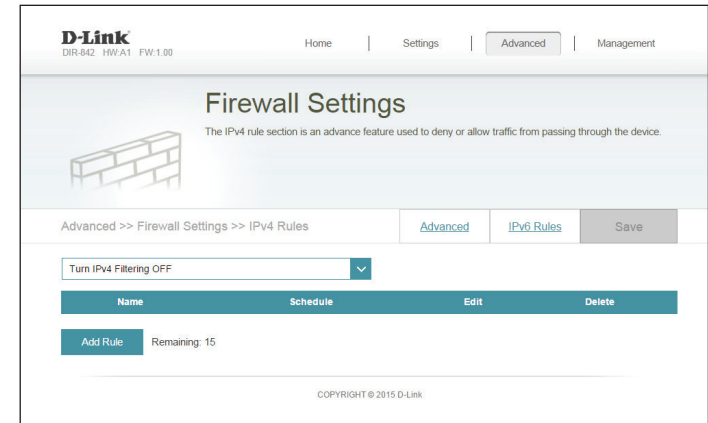 D-Link
DIR-842 HW:A1 FW:1.00
Home
Settings
Advanced
Management
Firewall Settings
The IPv4 rule section is an advance feature used to deny or allow traffic from passing through the device.
Advanced >> Firewall Settings >> IPv4 Rules
Advanced
IPv6 Rules
Save
Turn IPv4 Filtering OFF
Name
Schedule
Edit
Delete
Add Rule
Remaining: 15
COPYRIGHT © 2015 D-Link